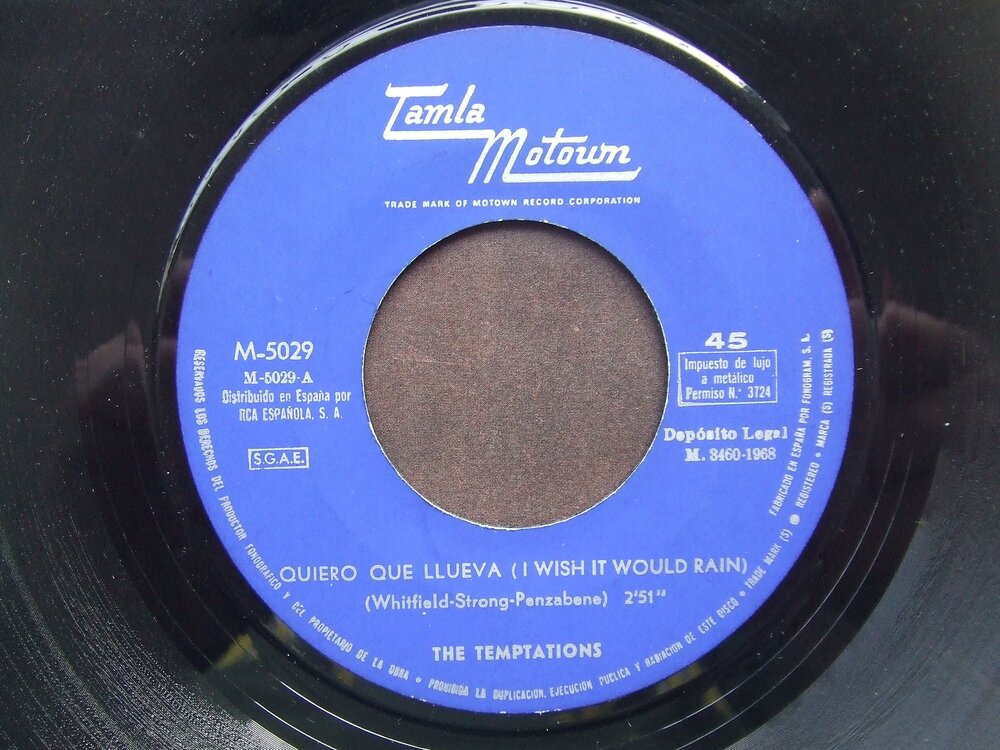 Tamla
Motown
TRADE MARK OF MOTOWN RECORD CORPORATION
M-5029
M-5029-A
Distribuido en España por
RCA ESPAÑOLA, S. A.
S.G.A.E.
45
Impuesto de lujo
a metálico
Permiso N.° 3724
Depósito Legal
M. 8460-1968
QUIERO QUE LLUEVA (I WISH IT WOULD RAIN)
(Whitfield-Strong-Penzabene) 2'51"
THE TEMPTATIONS
RESERVADOS LOS DERECHOS DEL PRODUCTOR FONOGRAFICO Y DEL PROPIETARIO DE LA OBRA • PROHIBIDA LA DUPLICACION, EJECUCION PUBLICA Y RADIACION DE ESTE DISCO • TRADE MARK (S) ® REGISTERED • MARCA (S) REGISTRADA (S)
FABRICADO EN ESPAÑA POR FONOGRAM, S. A.